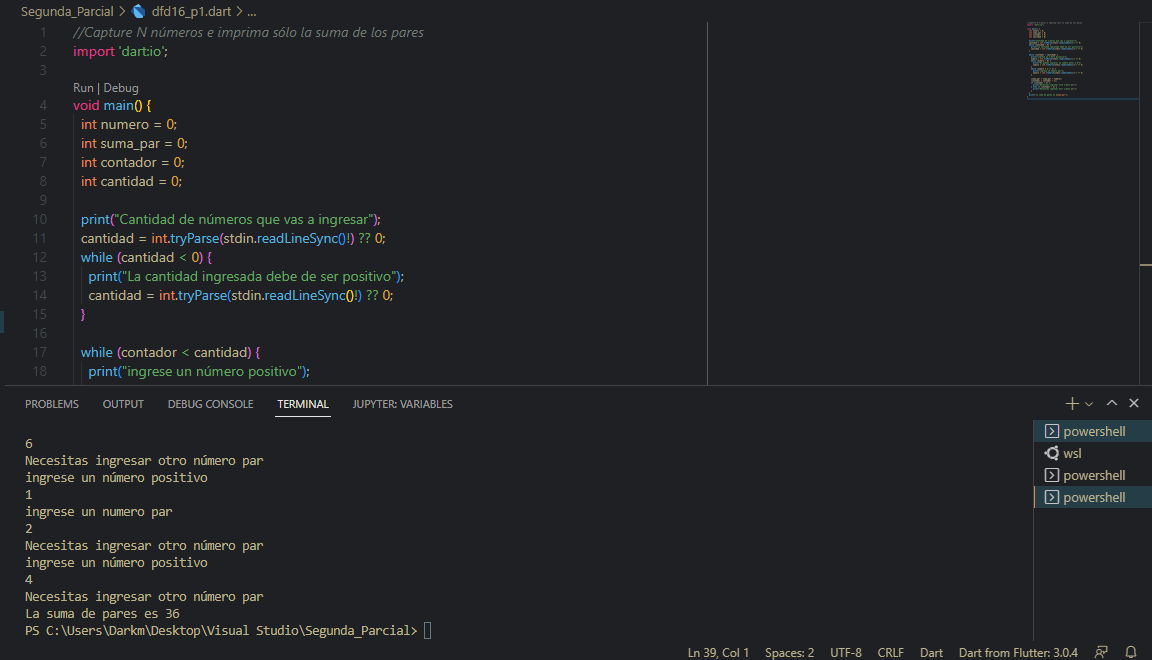 Segunda_Parcial > dfd16_p1.dart > ...
1 //Capture N números e imprima sólo la suma de los pares
2 import 'dart:io';
3
Run | Debug
4 void main() {
5 int numero = 0;
6 int suma_par = 0;
7 int contador = 0;
8 int cantidad = 0;
9
10 print("Cantidad de números que vas a ingresar");
11 cantidad = int.tryParse(stdin.readLineSync()!) ?? 0;
12 while (cantidad < 0) {
13 print("La cantidad ingresada debe de ser positivo");
14 cantidad = int.tryParse(stdin.readLineSync()!) ?? 0;
15 }
16
17 while (contador < cantidad) {
18 print("ingrese un número positivo");
PROBLEMS OUTPUT DEBUG CONSOLE TERMINAL JUPYTER: VARIABLES
6
Necesitas ingresar otro número par
ingrese un número positivo
1
ingrese un numero par
2
Necesitas ingresar otro número par
ingrese un número positivo
4
Necesitas ingresar otro número par
La suma de pares es 36
PS C:\Users\Darkm\Desktop\Visual Studio\Segunda_Parcial>
powershell
wsl
powershell
powershell
Ln 39, Col 1 Spaces: 2 UTF-8 CRLF Dart Dart from Flutter: 3.0.4